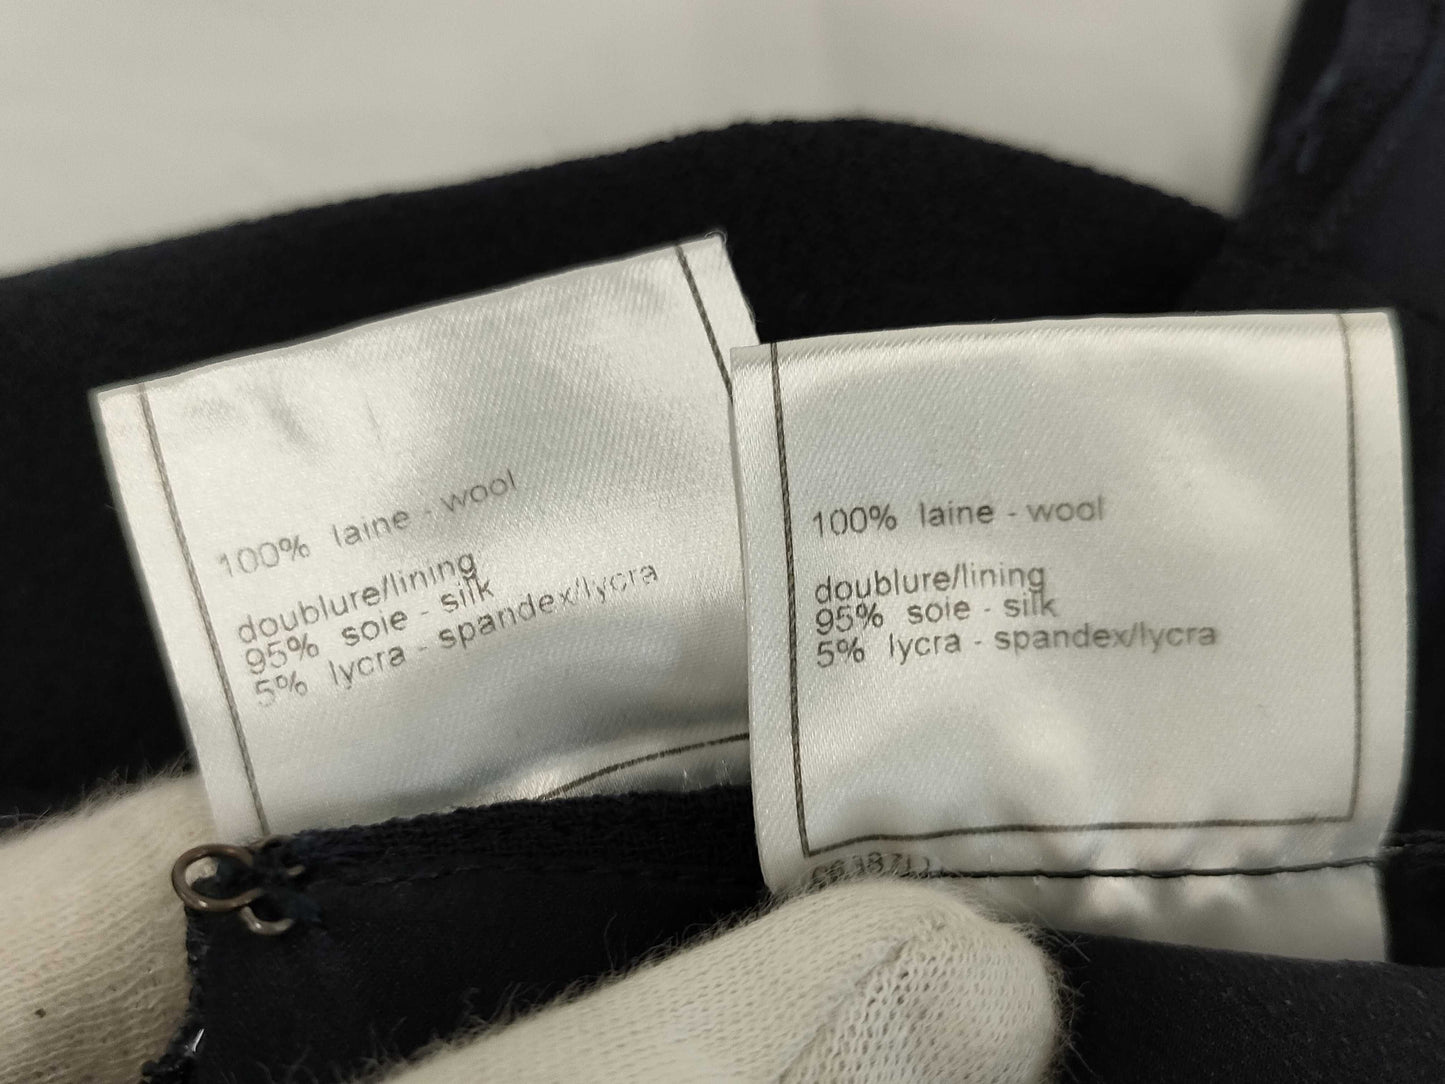 100% laine - wool
doublure/lining
95% soie - silk
5% lycra - spandex/lycra
100% laine - wool
doublure/lining
95% soie - silk
5% lycra - spandex/lycra